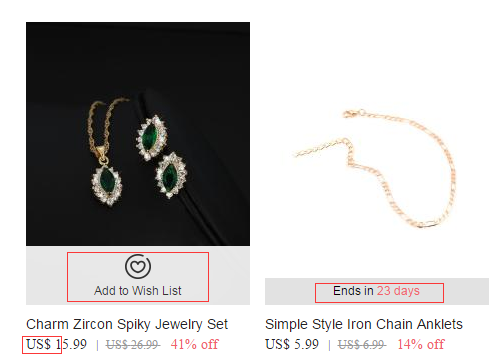 Add to Wish List
Ends in 23 days
Charm Zircon Spiky Jewelry Set
Simple Style Iron Chain Anklets
US$ 15.99 | US$ 26.99 41% off
US$ 5.99 | US$ 6.99 14% off